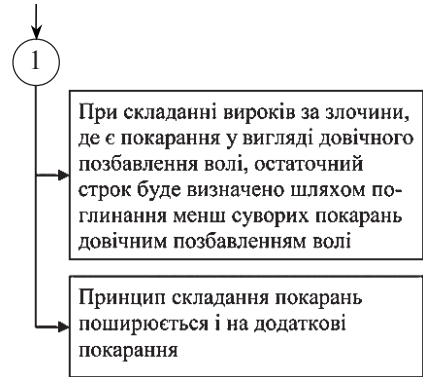 1
При складанні вироків за злочини,
де є покарання у вигляді довічного
позбавлення волі, остаточний
строк буде визначено шляхом по-
глинання менш суворих покарань
довічним позбавленням волі
Принцип складання покарань
поширюється і на додаткові
покарання